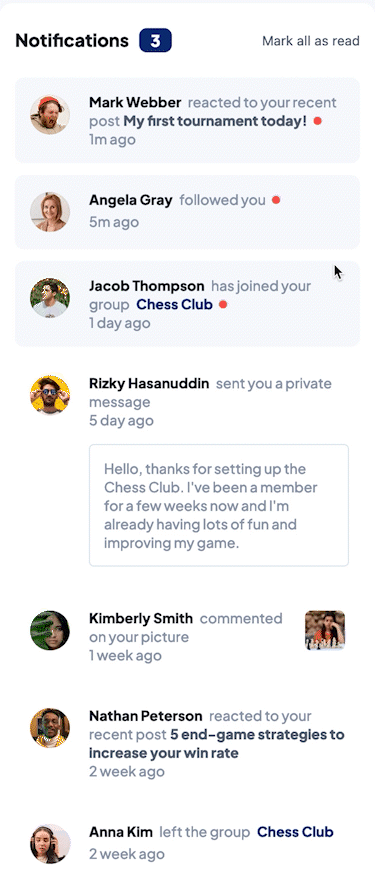 Notifications 3 Mark all as read
Mark Webber reacted to your recent
post My first tournament today!
1m ago
Angela Gray followed you
5m ago
Jacob Thompson has joined your
group Chess Club
1 day ago
Rizky Hasanuddin sent you a private
message
5 day ago
Hello, thanks for setting up the
Chess Club. I've been a member
for a few weeks now and I'm
already having lots of fun and
improving my game.
Kimberly Smith commented
on your picture
1 week ago
Nathan Peterson reacted to your
recent post 5 end-game strategies to
increase your win rate
2 week ago
Anna Kim left the group Chess Club
2 week ago